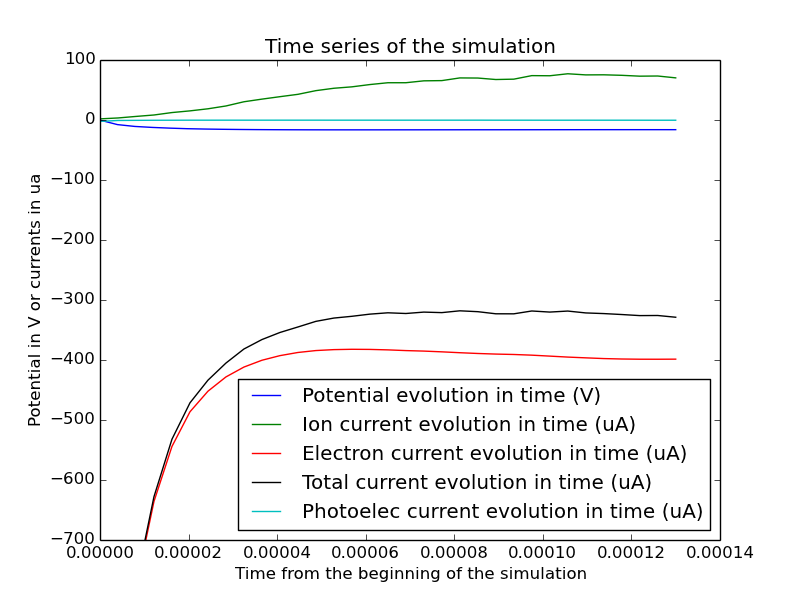 Time series of the simulation
100
0
−100
−200
−300
−400
−500
−600
−700
Potential in V or currents in ua
Potential evolution in time (V)
Ion current evolution in time (uA)
Electron current evolution in time (uA)
Total current evolution in time (uA)
Photoelec current evolution in time (uA)
0.00000 0.00002 0.00004 0.00006 0.00008 0.00010 0.00012 0.00014
Time from the beginning of the simulation